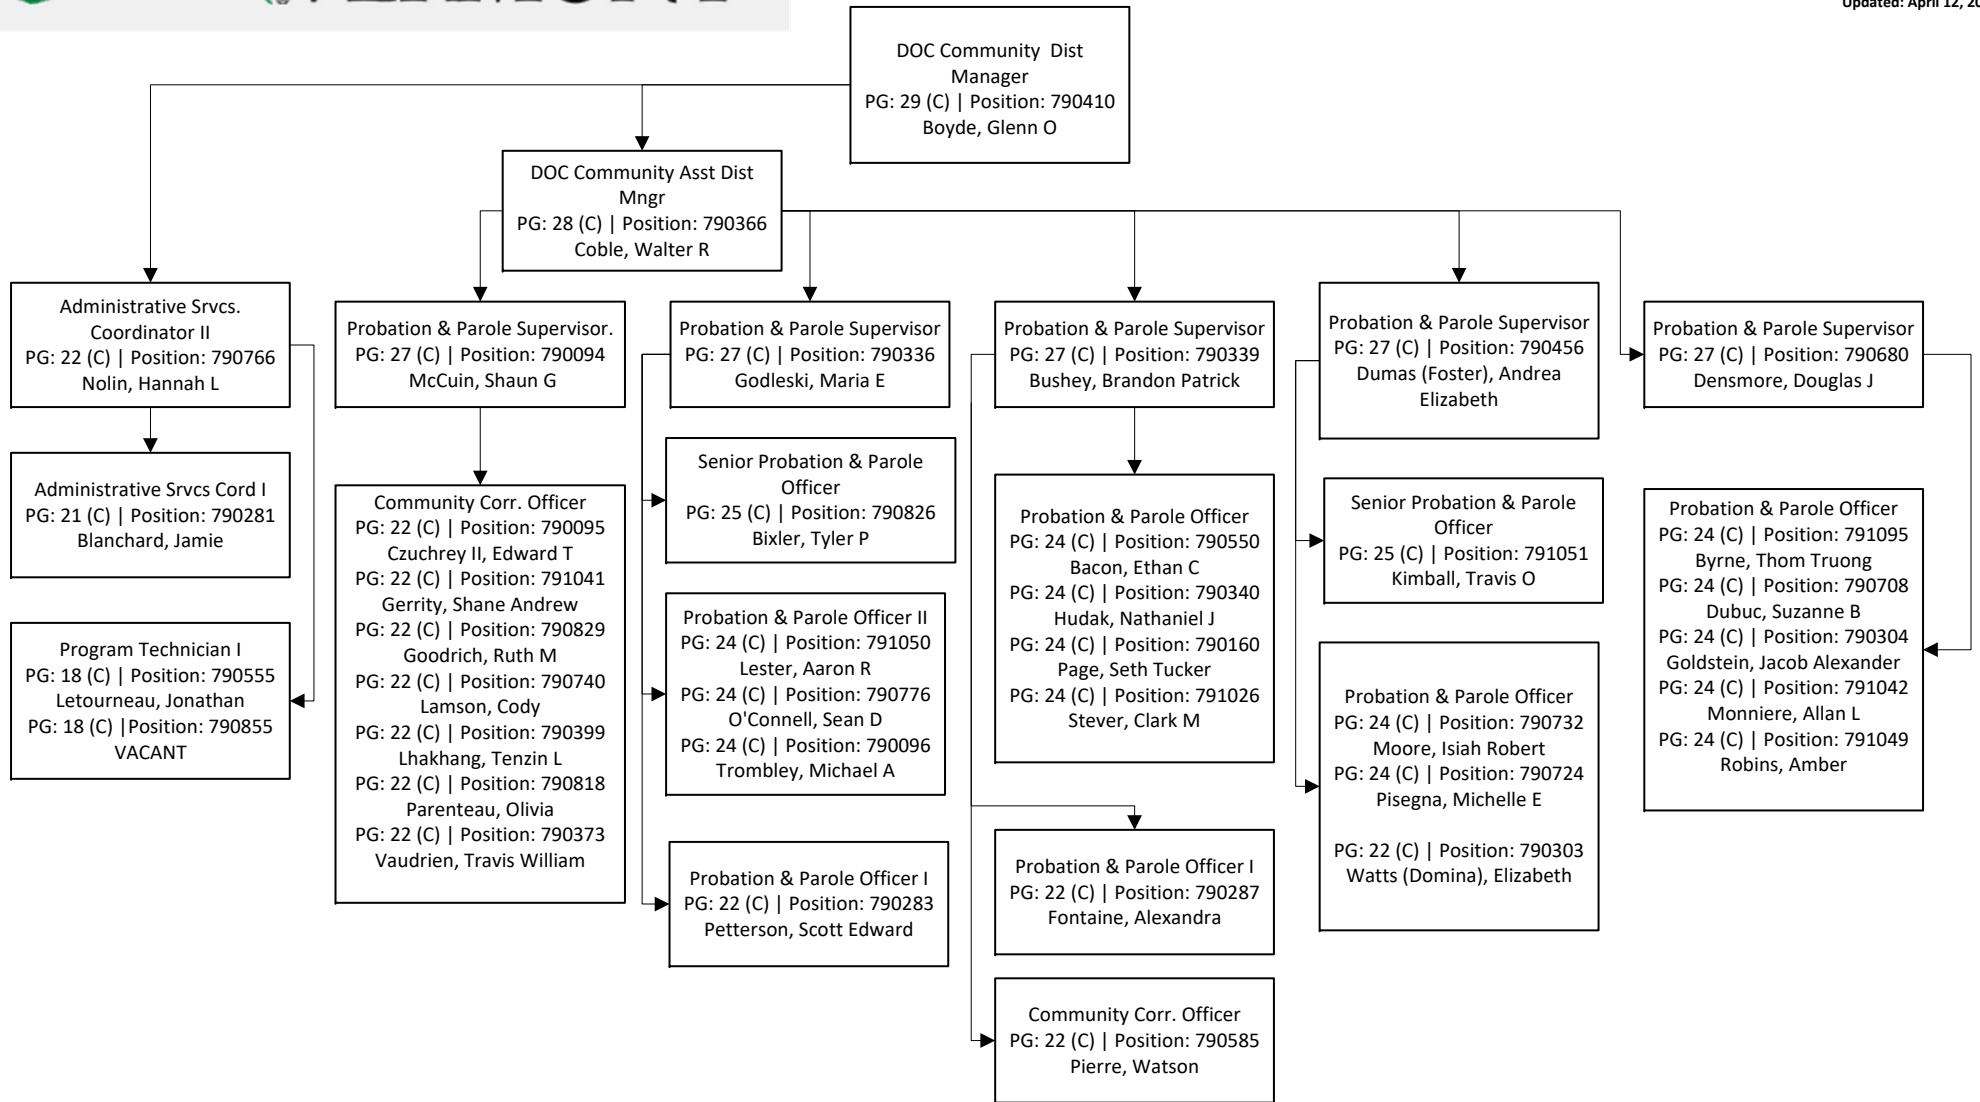 Updated: April 12, 20
DOC Community Dist
Manager
PG: 29 (C) | Position: 790410
Boyde, Glenn O
DOC Community Asst Dist
Mngr
PG: 28 (C) | Position: 790366
Coble, Walter R
Administrative Srvcs.
Coordinator II
PG: 22 (C) | Position: 790766
Nolin, Hannah L
Administrative Srvcs Cord I
PG: 21 (C) | Position: 790281
Blanchard, Jamie
Program Technician I
PG: 18 (C) | Position: 790555
Letourneau, Jonathan
PG: 18 (C) |Position: 790855
VACANT
Probation & Parole Supervisor.
PG: 27 (C) | Position: 790094
McCuin, Shaun G
Community Corr. Officer
PG: 22 (C) | Position: 790095
Czuchrey II, Edward T
PG: 22 (C) | Position: 791041
Gerrity, Shane Andrew
PG: 22 (C) | Position: 790829
Goodrich, Ruth M
PG: 22 (C) | Position: 790740
Lamson, Cody
PG: 22 (C) | Position: 790399
Lhakhang, Tenzin L
PG: 22 (C) | Position: 790818
Parenteau, Olivia
PG: 22 (C) | Position: 790373
Vaudrien, Travis William
Probation & Parole Supervisor
PG: 27 (C) | Position: 790336
Godleski, Maria E
Senior Probation & Parole
Officer
PG: 25 (C) | Position: 790826
Bixler, Tyler P
Probation & Parole Officer II
PG: 24 (C) | Position: 791050
Lester, Aaron R
PG: 24 (C) | Position: 790776
O'Connell, Sean D
PG: 24 (C) | Position: 790096
Trombley, Michael A
Probation & Parole Officer I
PG: 22 (C) | Position: 790283
Petterson, Scott Edward
Probation & Parole Supervisor
PG: 27 (C) | Position: 790339
Bushey, Brandon Patrick
Probation & Parole Officer
PG: 24 (C) | Position: 790550
Bacon, Ethan C
PG: 24 (C) | Position: 790340
Hudak, Nathaniel J
PG: 24 (C) | Position: 790160
Page, Seth Tucker
PG: 24 (C) | Position: 791026
Stever, Clark M
Probation & Parole Officer I
PG: 22 (C) | Position: 790287
Fontaine, Alexandra
Community Corr. Officer
PG: 22 (C) | Position: 790585
Pierre, Watson
Probation & Parole Supervisor
PG: 27 (C) | Position: 790456
Dumas (Foster), Andrea
Elizabeth
Senior Probation & Parole
Officer
PG: 25 (C) | Position: 791051
Kimball, Travis O
Probation & Parole Officer
PG: 24 (C) | Position: 790732
Moore, Isiah Robert
PG: 24 (C) | Position: 790724
Pisegna, Michelle E
PG: 22 (C) | Position: 790303
Watts (Domina), Elizabeth
Probation & Parole Supervisor
PG: 27 (C) | Position: 790680
Densmore, Douglas J
Probation & Parole Officer
PG: 24 (C) | Position: 791095
Byrne, Thom Truong
PG: 24 (C) | Position: 790708
Dubuc, Suzanne B
PG: 24 (C) | Position: 790304
Goldstein, Jacob Alexander
PG: 24 (C) | Position: 791042
Monniere, Allan L
PG: 24 (C) | Position: 791049
Robins, Amber